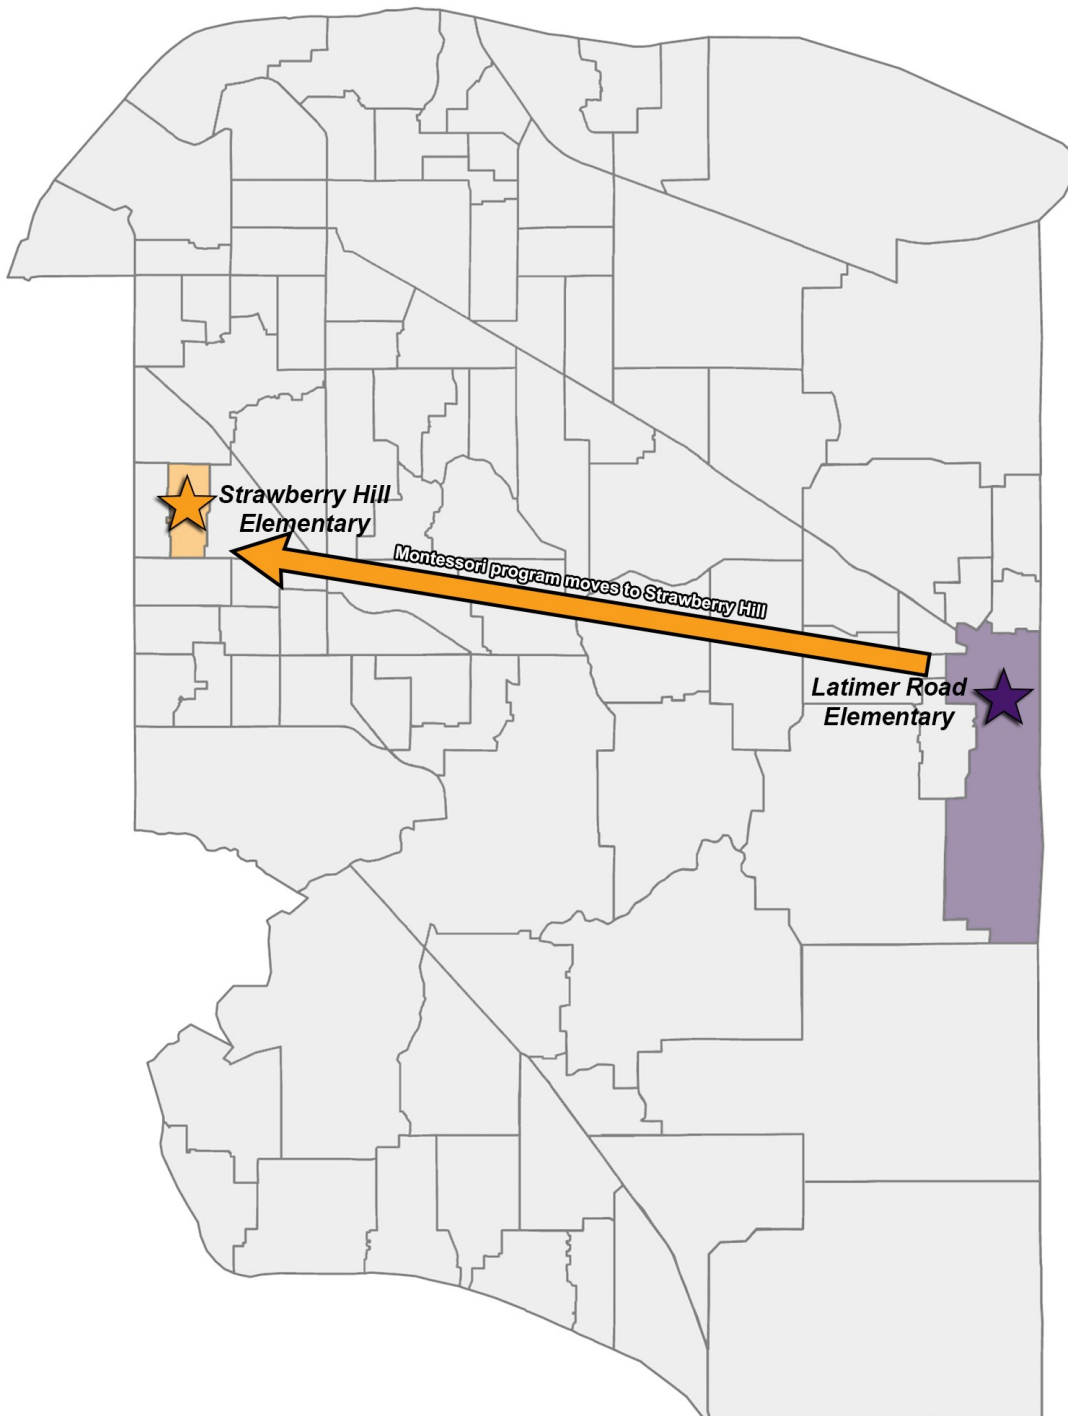 Strawberry Hill
Elementary
Montessori program moves to Strawberry Hill
Latimer Road
Elementary